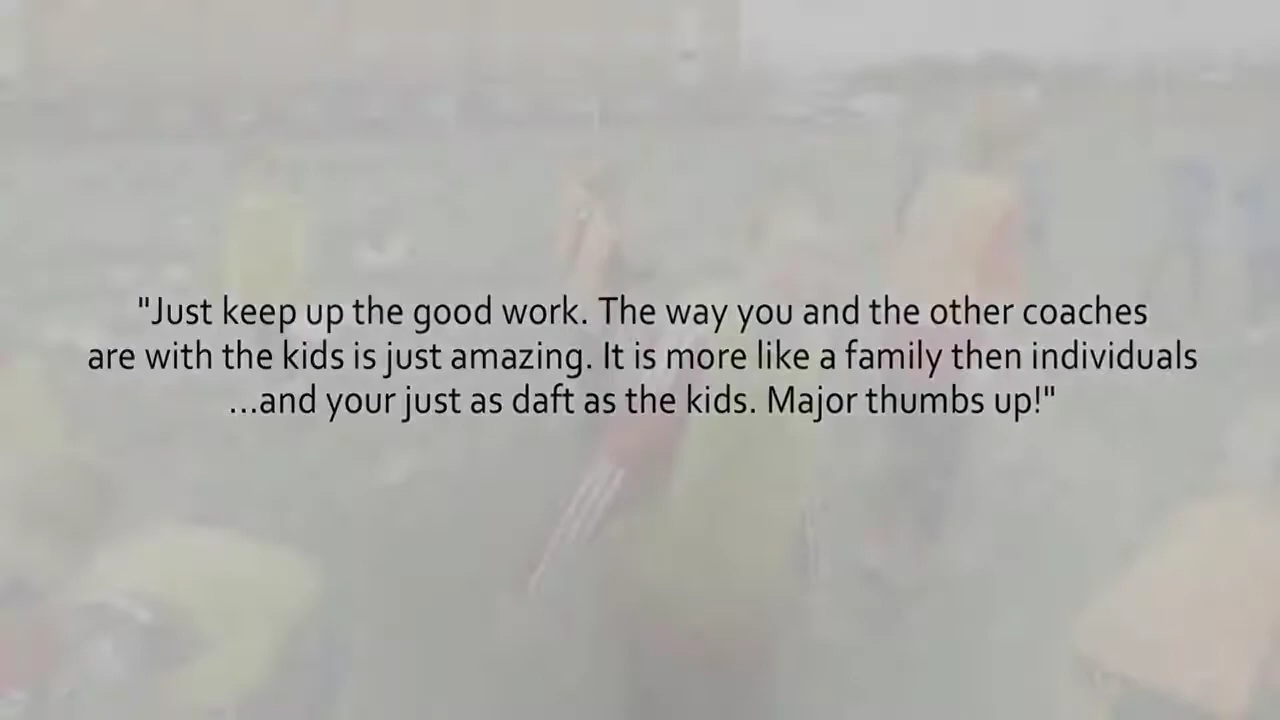 "Just keep up the good work. The way you and the other coaches
are with the kids is just amazing. It is more like a family then individuals
...and your just as daft as the kids. Major thumbs up!"